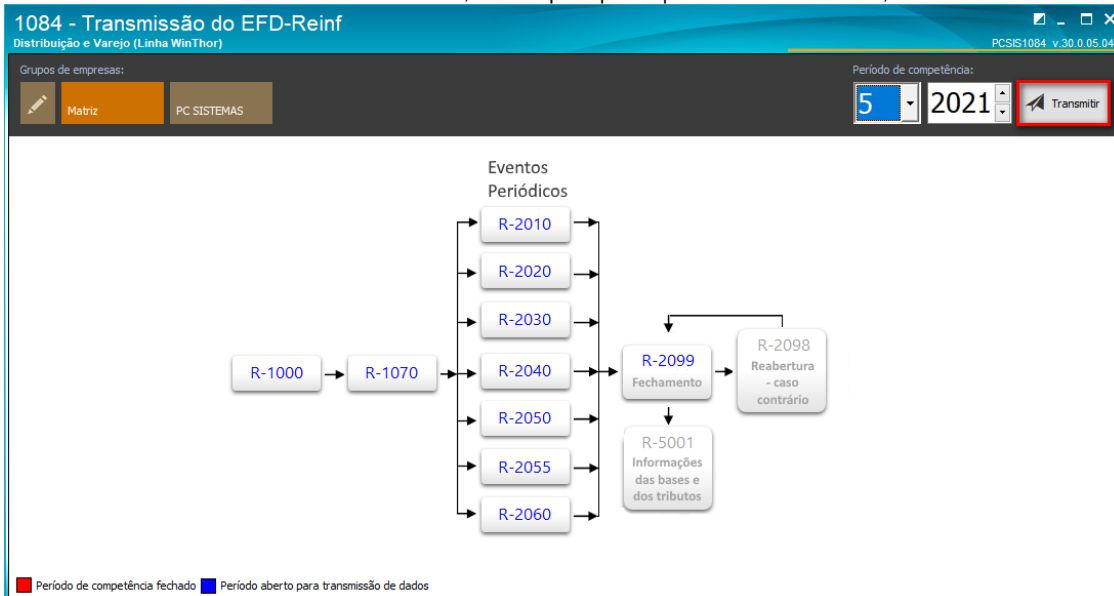 1084 - Transmissão do EFD-Reinf
Distribuição e Varejo (Linha WinThor)
PCSIS1084 v.30.0.05.04
Grupos de empresas:
Período de competência:
Matriz
PC SISTEMAS
5
2021
Transmitir
Eventos
Periódicos
R-2010
R-2020
R-2030
R-2040
R-2050
R-2055
R-2060
R-1000
R-1070
R-2099
Fechamento
R-2098
Reabertura
- caso
contrário
R-5001
Informações
das bases e
dos tributos
Período de competência fechado
Período aberto para transmissão de dados